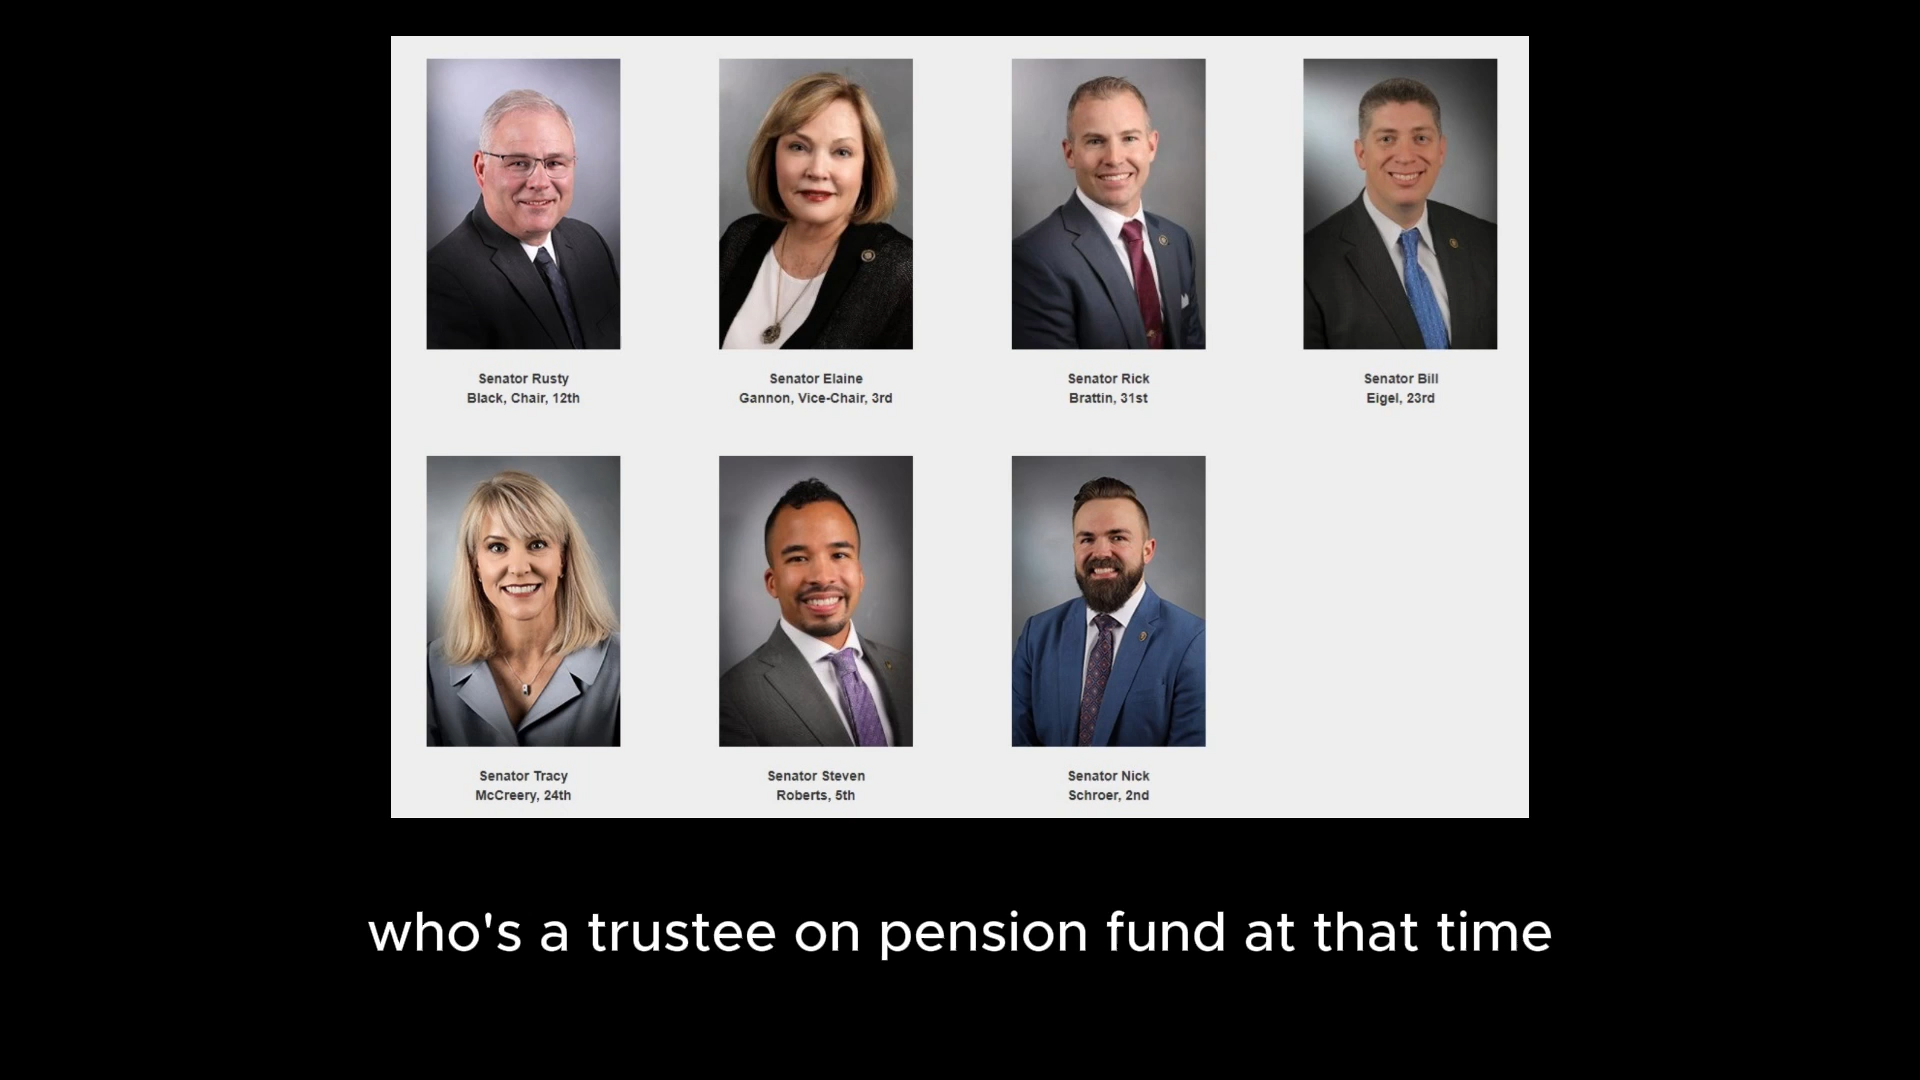 Senator Rusty
Black, Chair, 12th
Senator Elaine
Gannon, Vice-Chair, 3rd
Senator Rick
Brattin, 31st
Senator Bill
Eigel, 23rd
Senator Tracy
McCreery, 24th
Senator Steven
Roberts, 5th
Senator Nick
Schroer, 2nd
who's a trustee on pension fund at that time